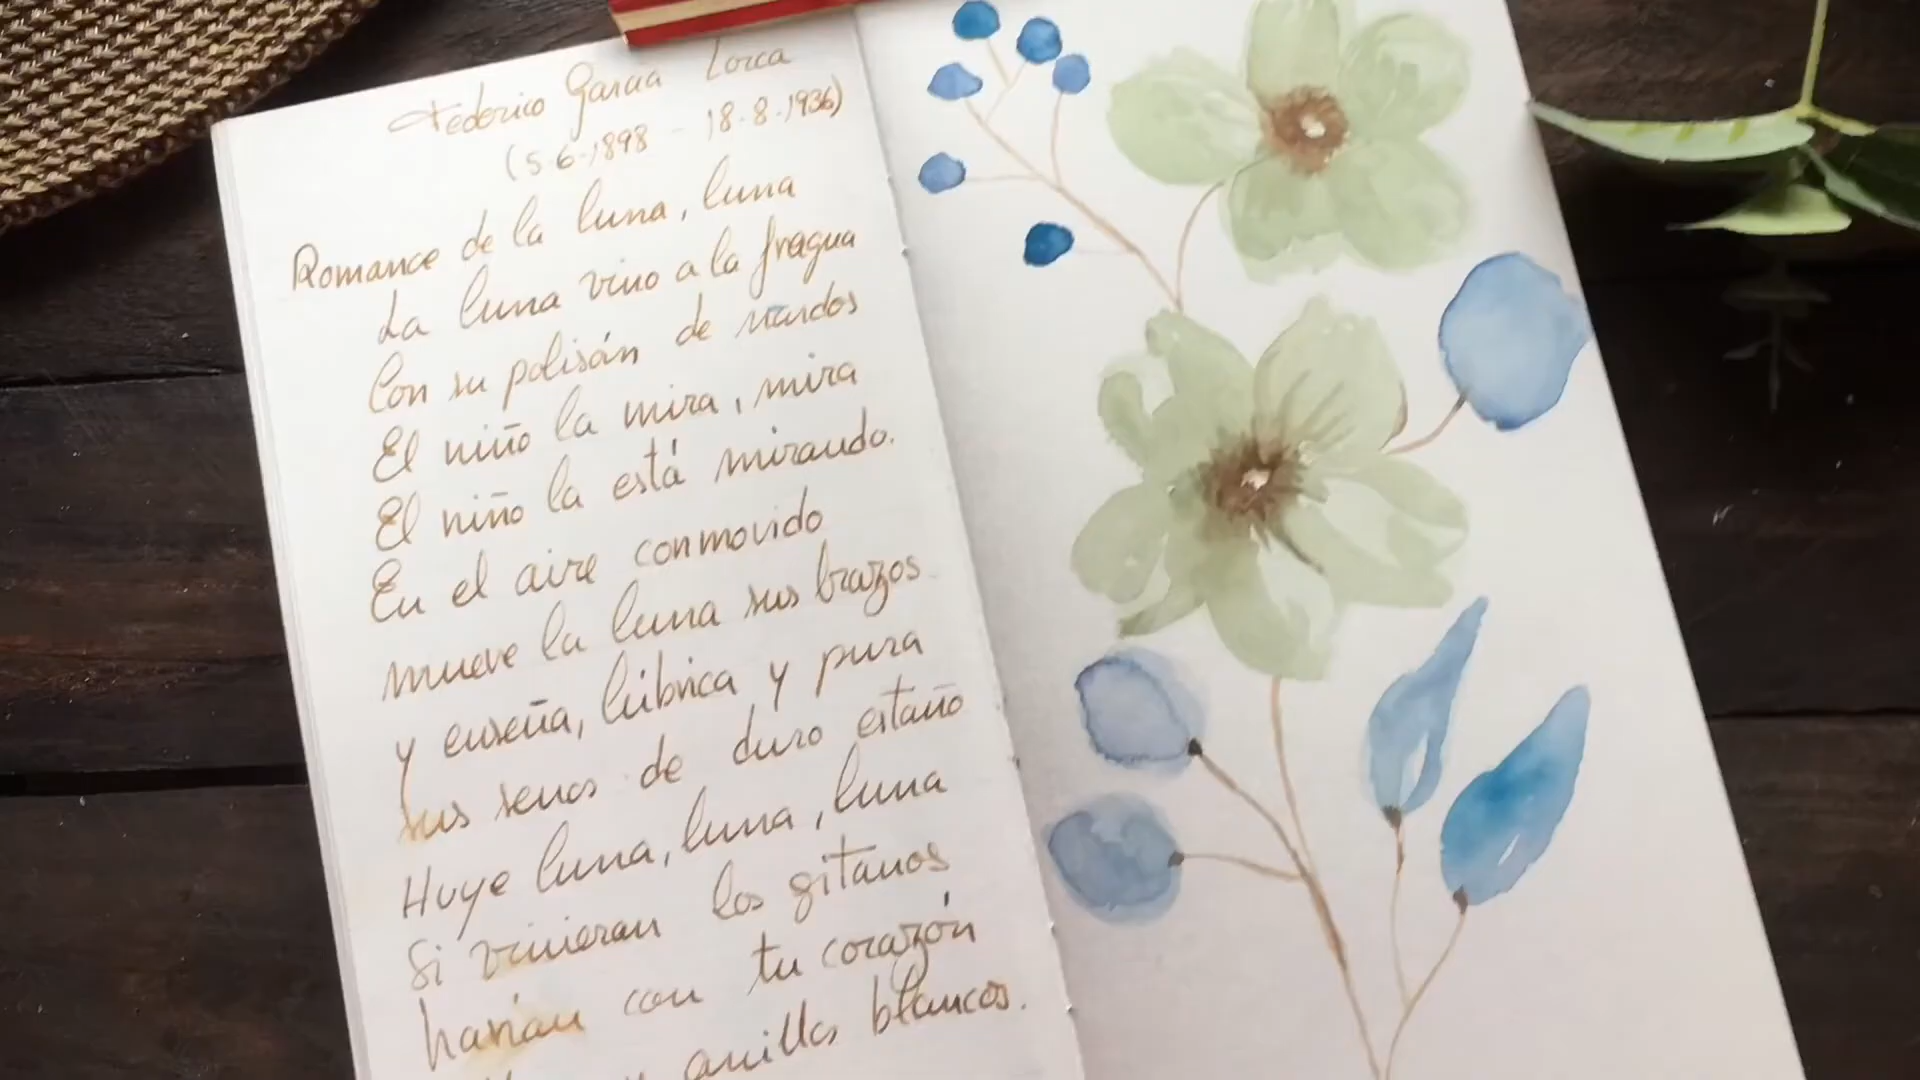 Federico Garcia Lorca
(5.6.1898 - 18.8.1936)
Romance de la luna, luna
La luna vino a la fragua
Con su polisón de nardos
El niño la mira, mira
El niño la está mirando.
En el aire conmovido
mueve la luna sus brazos
y enseña, lúbrica y pura
sus senos de duro estaño
Huye luna, luna, luna
Si vinieran los gitanos
harían con tu corazón
anillos blancos.